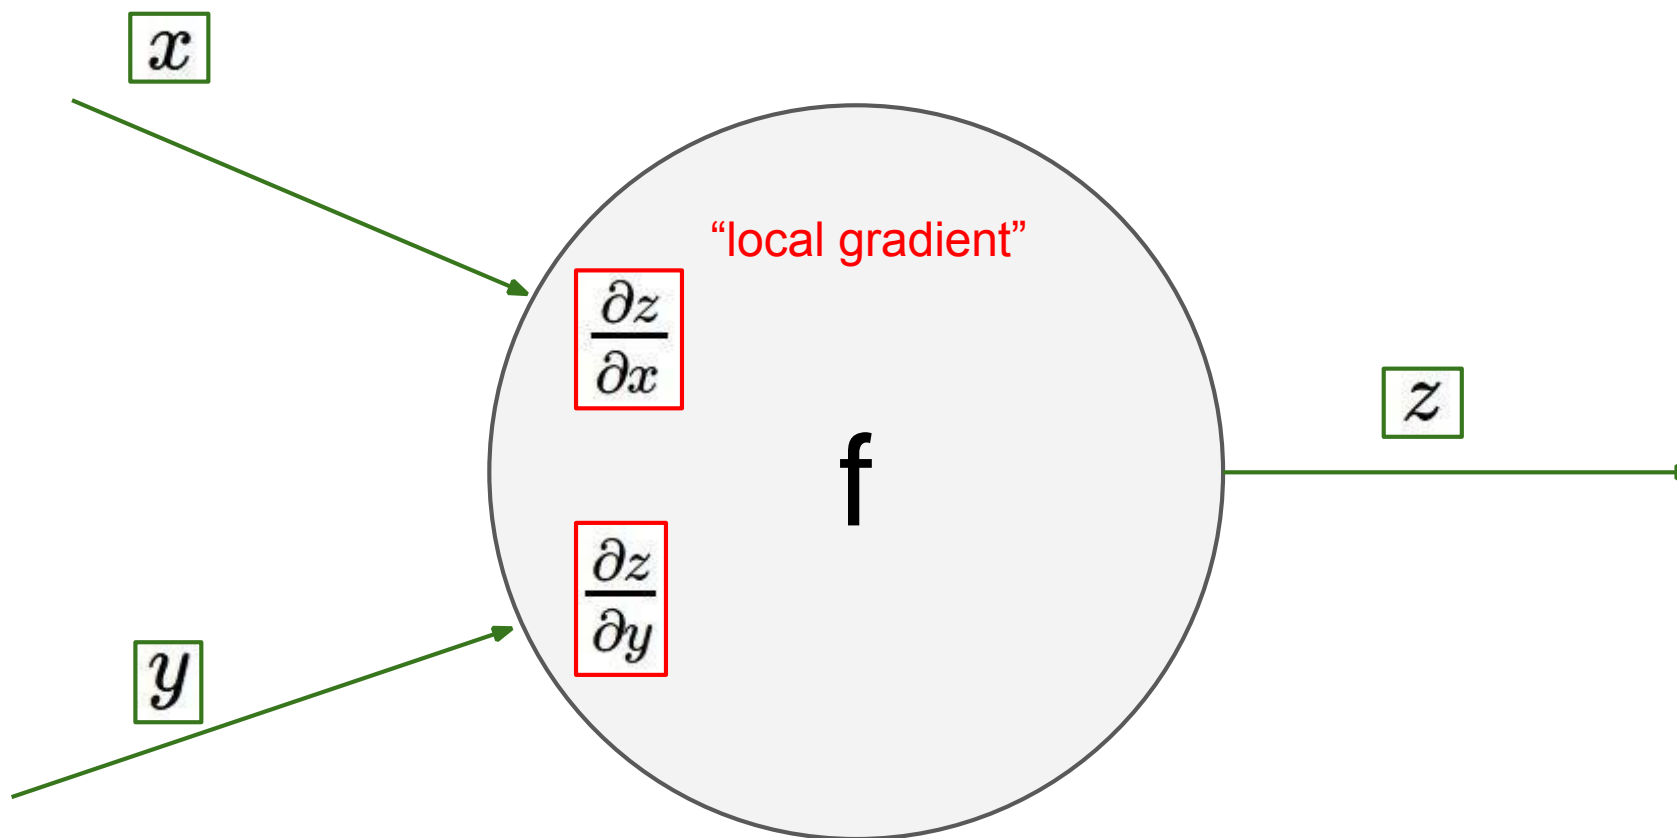 x
“local gradient”
∂z
∂x
f
z
∂z
∂y
y